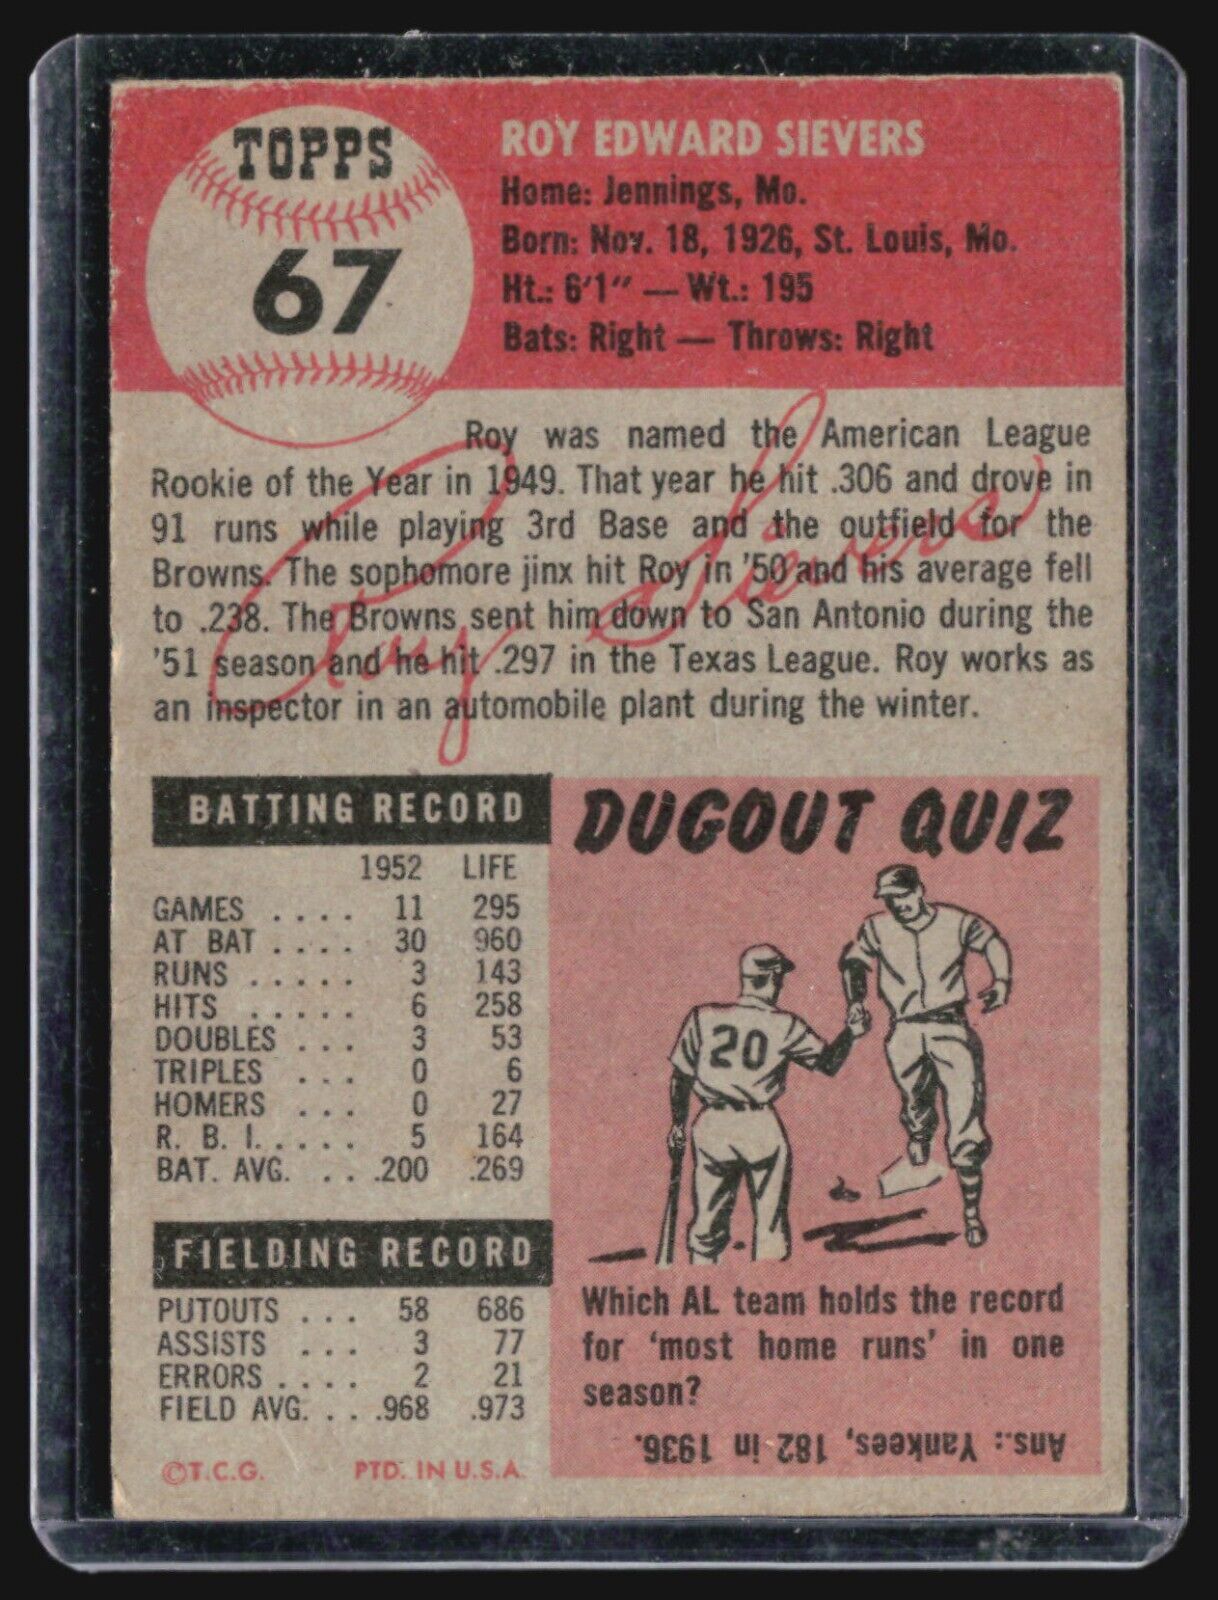 TOPPS
67
ROY EDWARD SIEVERS
Home: Jennings, Mo.
Born: Nov. 18, 1926, St. Louis, Mo.
Ht.: 6'1" — Wt.: 195
Bats: Right — Throws: Right
Roy was named the American League
Rookie of the Year in 1949. That year he hit .306 and drove in
91 runs while playing 3rd Base and the outfield for the
Browns. The sophomore jinx hit Roy in '50 and his average fell
to .238. The Browns sent him down to San Antonio during the
'51 season and he hit .297 in the Texas League. Roy works as
an inspector in an automobile plant during the winter.
Roy Sievers
BATTING RECORD
1952 LIFE
GAMES . . . . 11 295
AT BAT . . . . 30 960
RUNS . . . . . 3 143
HITS . . . . . 6 258
DOUBLES . . . 3 53
TRIPLES . . . 0 6
HOMERS . . . 0 27
R. B. I. . . . . 5 164
BAT. AVG. . . . .200 .269
FIELDING RECORD
PUTOUTS . . . 58 686
ASSISTS . . . 3 77
ERRORS . . . . 2 21
FIELD AVG. . . . .968 .973
©T.C.G. PTD. IN U.S.A.
DUGOUT QUIZ
20
Which AL team holds the record
for 'most home runs' in one
season?
Ans.: Yankees, 182 in 1936.